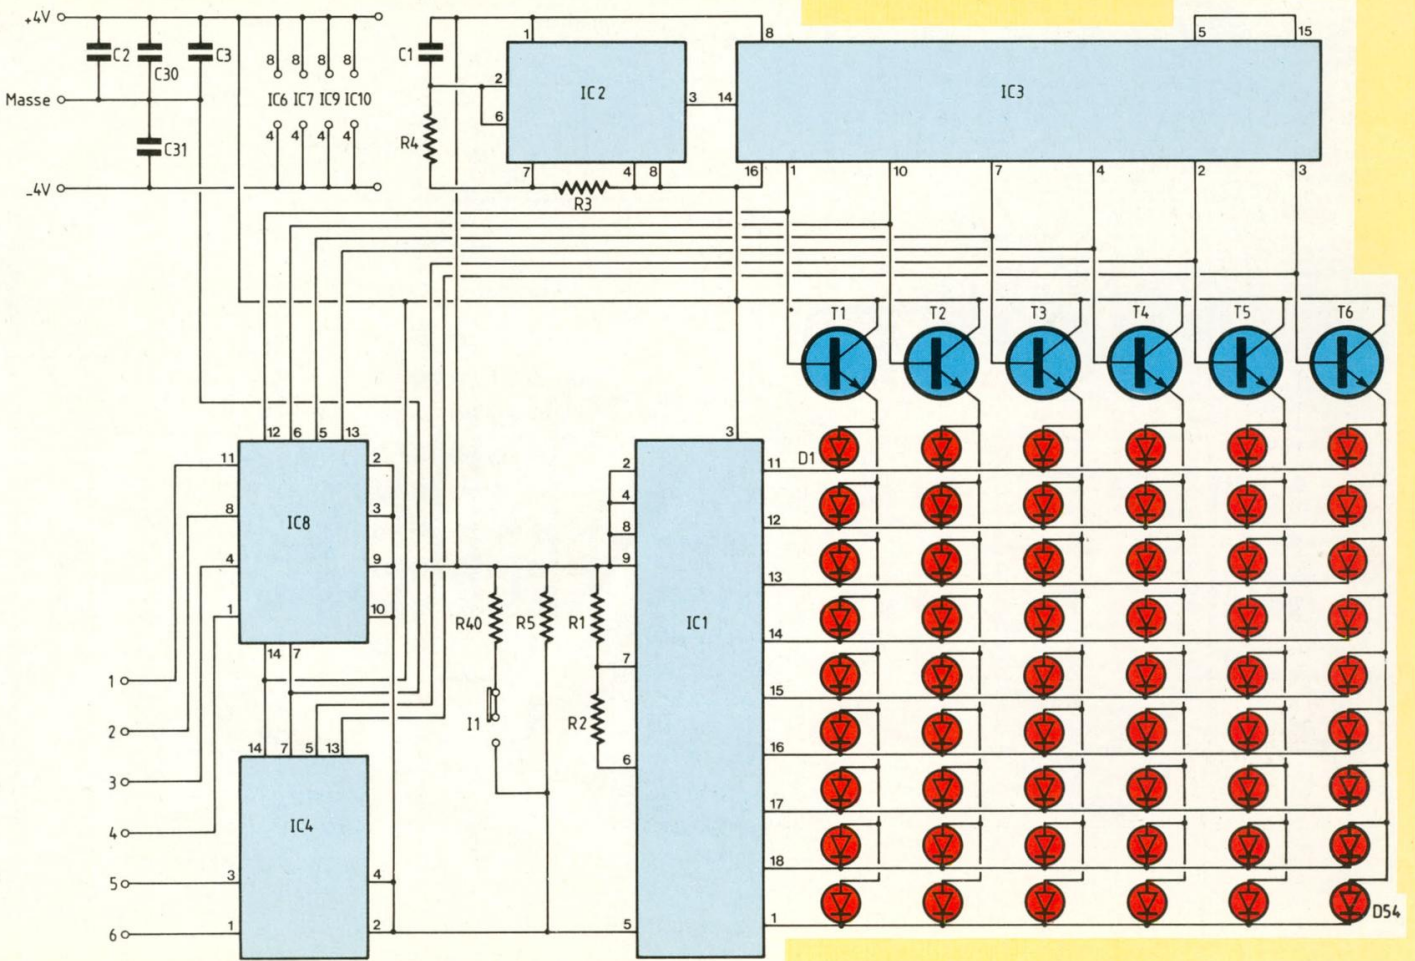 +4V
C2
C30
C3
8 8 8 8
IC6 IC7 IC9 IC10
4 4 4 4
Masse
C31
-4V
C1
R4
1
2
6
IC2
3
7
4
8
R3
8
5
15
14
IC3
16
1
10
7
4
2
3
T1 T2 T3 T4 T5 T6
12 6 5 13
11
8
4
1
IC8
2
3
9
10
14 7
1
2
3
4
5
6
14 7 5 13
IC4
3
1
4
2
R40
R5
R1
R2
I1
3
2
4
8
9
7
6
5
IC1
11
12
13
14
15
16
17
18
1
D1
D54